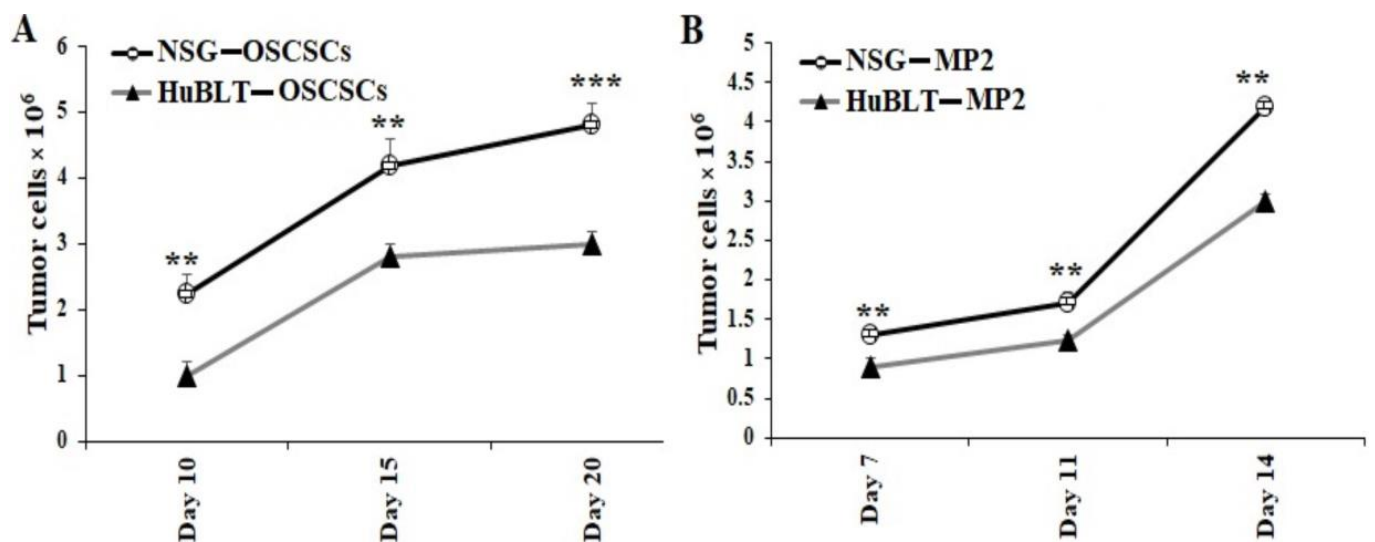 A
NSG—OSCSCs
HuBLT—OSCSCs
Tumor cells × 10⁶
6
5
4
3
2
1
0
**
**
***
Day 10
Day 15
Day 20
B
NSG—MP2
HuBLT—MP2
Tumor cells × 10⁶
5
4.5
4
3.5
3
2.5
2
1.5
1
0.5
0
**
**
**
Day 7
Day 11
Day 14